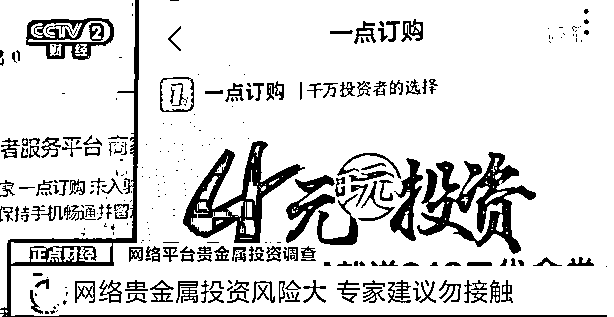 CCTV 2
财经
一点订购
一点订购 | 千万投资者的选择
者服务平台 商家
家 一点订购 未入驻
保持手机畅通并留
4元玩投资
正点财经
网络平台贵金属投资调查
网络贵金属投资风险大 专家建议勿接触